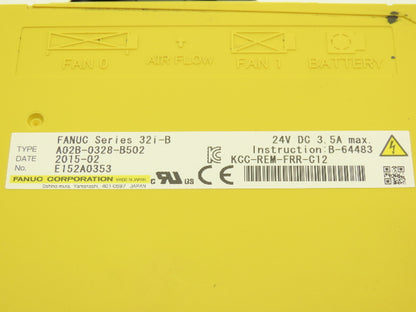 FAN 0 AIR FLOW FAN 1 BATTERY
FANUC Series 32i-B 24V DC 3.5A max.
TYPE A02B-0328-B502 Instruction:B-64483
DATE 2015-02 KCC-REM-FRR-C12
No. E152A0353
FANUC CORPORATION MADE IN JAPAN
Oshino-mura, Yamanashi, 401-0597 JAPAN